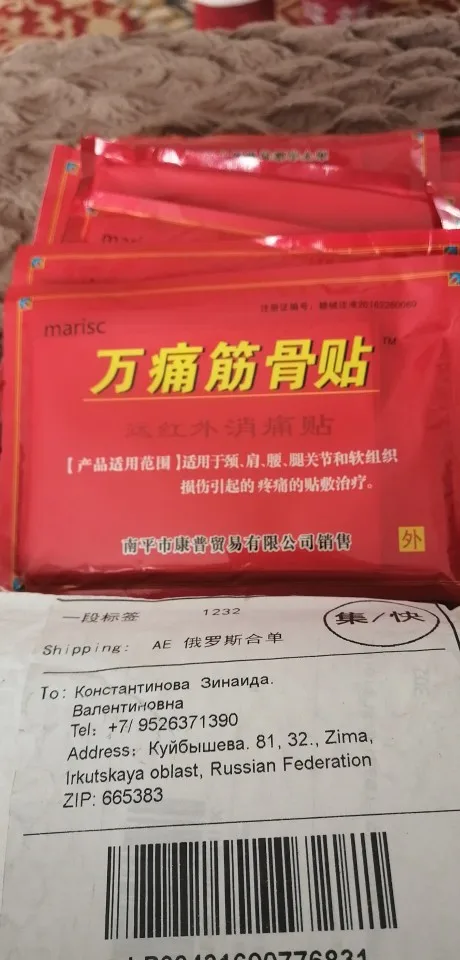 marisc
万痛筋骨贴
TM
远红外消痛贴
【产品适用范围】适用于颈、肩、腰、腿关节和软组织
损伤引起的疼痛的贴敷治疗。
南平市康普贸易有限公司销售
外
一段标签
1232
集/快
Shipping: AE 俄罗斯合单
To: Константинова Зинаида.
Валентиновна
Tel: +7/ 9526371390
Address: Куйбышева. 81, 32., Zima,
Irkutskaya oblast, Russian Federation
ZIP: 665383